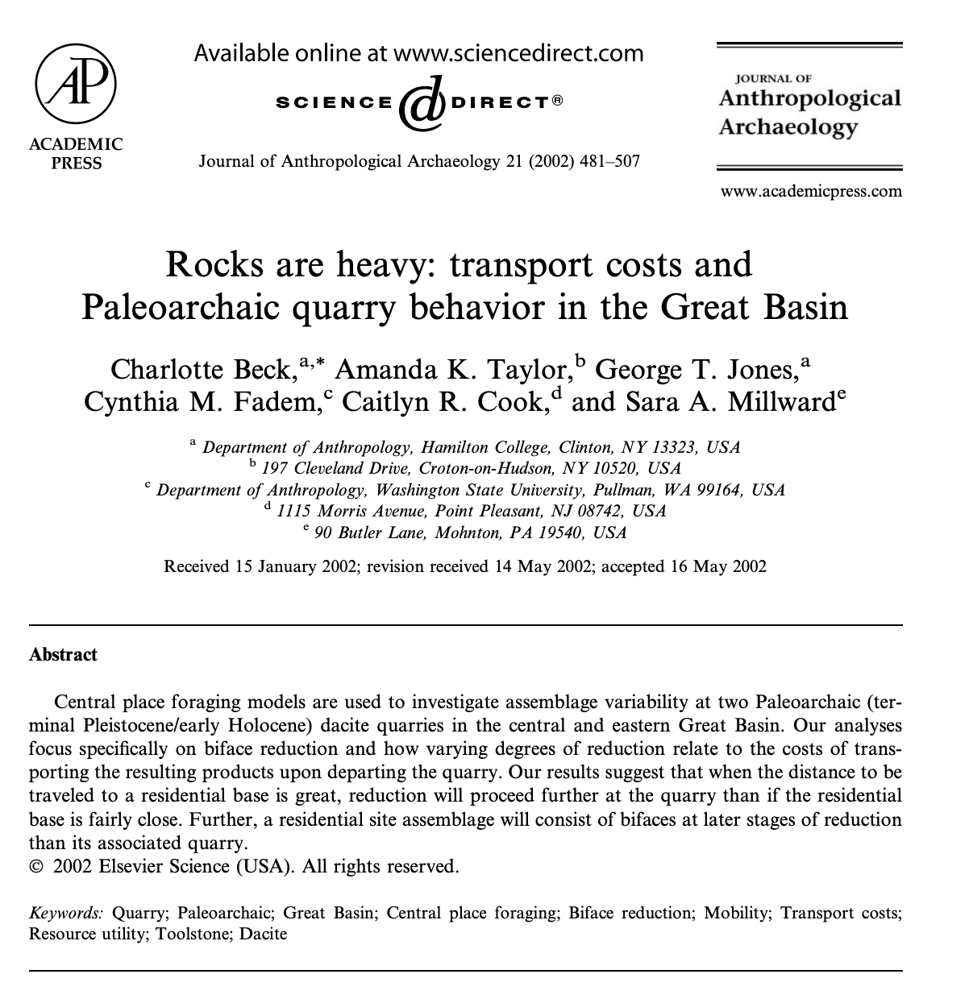 Available online at www.sciencedirect.com
SCIENCE @ DIRECT®
AP
ACADEMIC
PRESS
Journal of Anthropological Archaeology 21 (2002) 481–507
JOURNAL OF
Anthropological
Archaeology
www.academicpress.com
Rocks are heavy: transport costs and
Paleoarchaic quarry behavior in the Great Basin
Charlotte Beck,a,* Amanda K. Taylor,b George T. Jones,a
Cynthia M. Fadem,c Caitlyn R. Cook,d and Sara A. Millwarde
a Department of Anthropology, Hamilton College, Clinton, NY 13323, USA
b 197 Cleveland Drive, Croton-on-Hudson, NY 10520, USA
c Department of Anthropology, Washington State University, Pullman, WA 99164, USA
d 1115 Morris Avenue, Point Pleasant, NJ 08742, USA
e 90 Butler Lane, Mohnton, PA 19540, USA
Received 15 January 2002; revision received 14 May 2002; accepted 16 May 2002
Abstract
Central place foraging models are used to investigate assemblage variability at two Paleoarchaic (ter-
minal Pleistocene/early Holocene) dacite quarries in the central and eastern Great Basin. Our analyses
focus specifically on biface reduction and how varying degrees of reduction relate to the costs of trans-
porting the resulting products upon departing the quarry. Our results suggest that when the distance to be
traveled to a residential base is great, reduction will proceed further at the quarry than if the residential
base is fairly close. Further, a residential site assemblage will consist of bifaces at later stages of reduction
than its associated quarry.
© 2002 Elsevier Science (USA). All rights reserved.
Keywords: Quarry; Paleoarchaic; Great Basin; Central place foraging; Biface reduction; Mobility; Transport costs;
Resource utility; Toolstone; Dacite